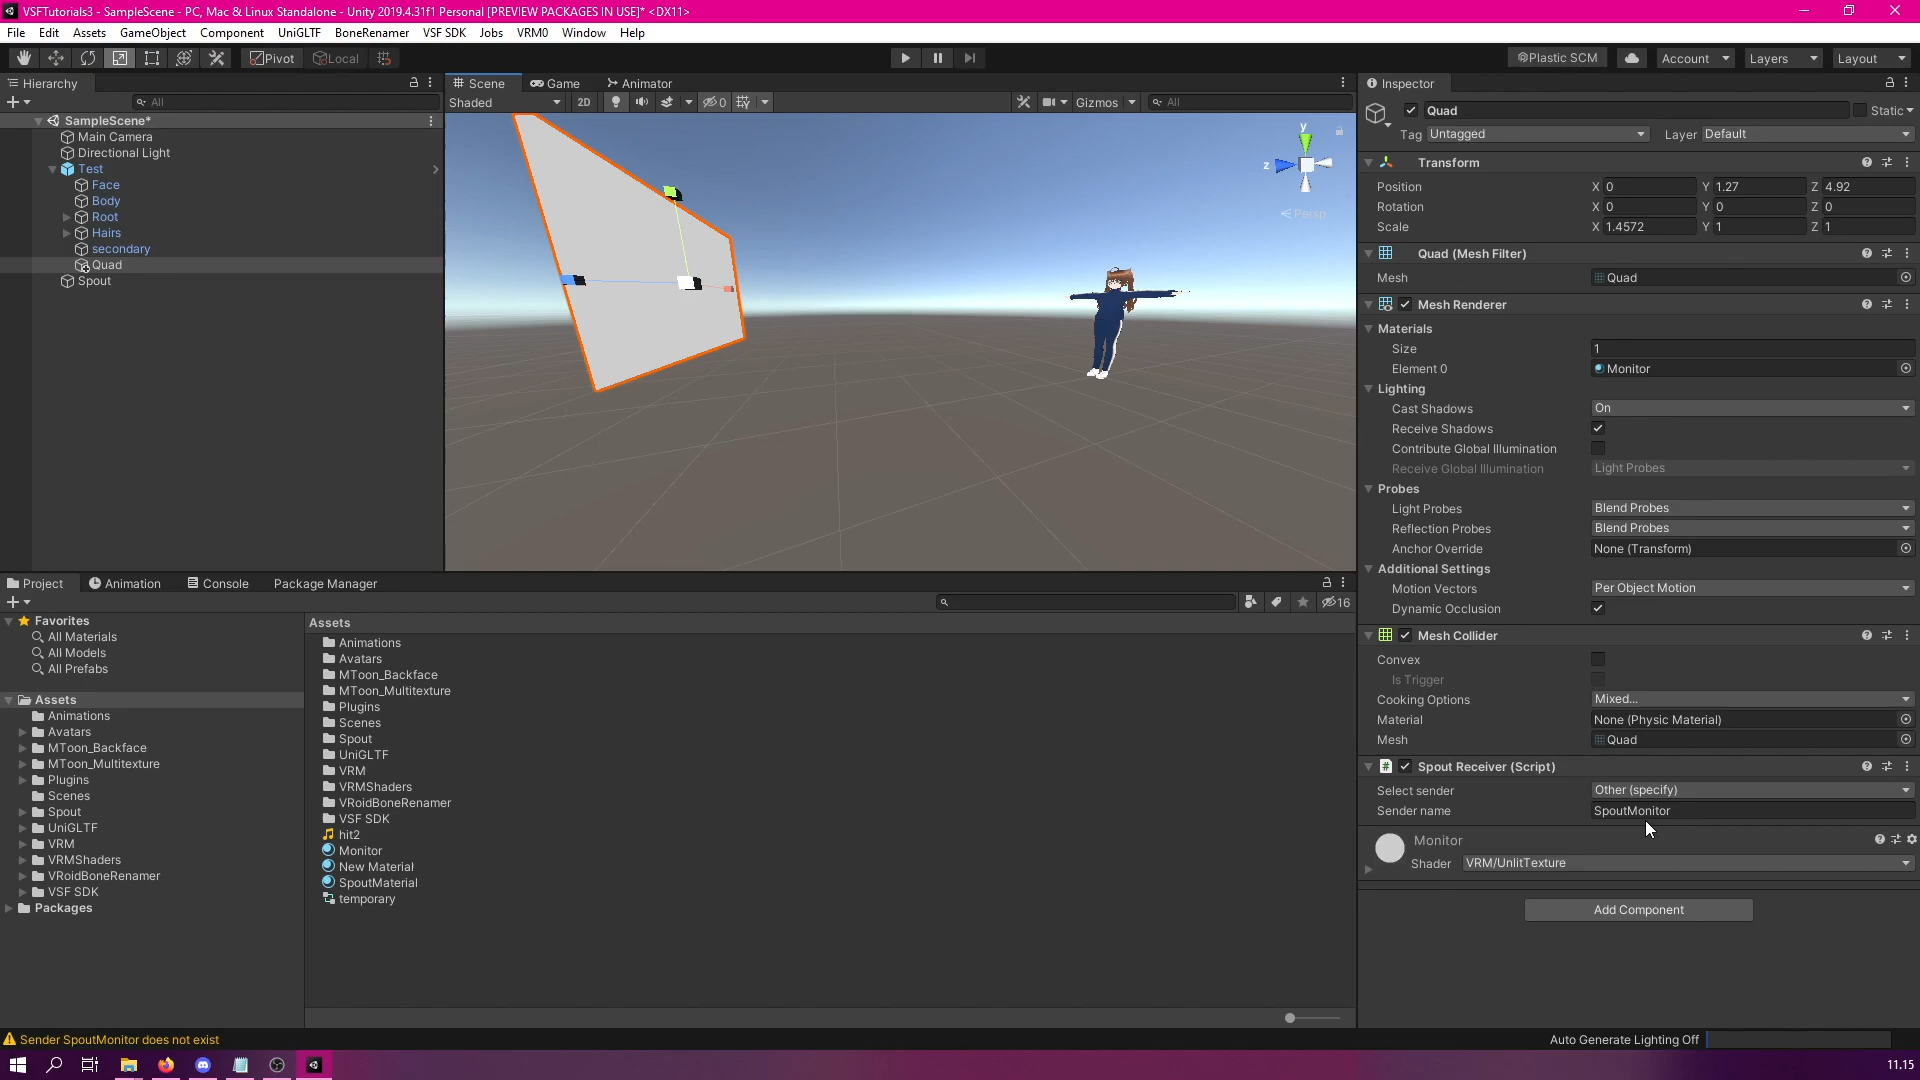 VSFTutorials3 - SampleScene - PC, Mac & Linux Standalone - Unity 2019.4.31f1 Personal [PREVIEW PACKAGES IN USE]* <DX11>
File Edit Assets GameObject Component UniGLTF BoneRenamer VSF SDK Jobs VRM0 Window Help
Pivot Local Plastic SCM Account Layers Layout
Hierarchy
All
SampleScene*
Main Camera
Directional Light
Test
Face
Body
Root
Hairs
secondary
Quad
Spout
Scene Game Animator
Shaded 2D 0 Gizmos All
y
z
Persp
Inspector
Quad Static
Tag Untagged Layer Default
Transform
Position X 0 Y 1.27 Z 4.92
Rotation X 0 Y 0 Z 0
Scale X 1.4572 Y 1 Z 1
Quad (Mesh Filter)
Mesh Quad
Mesh Renderer
Materials
Size 1
Element 0 Monitor
Lighting
Cast Shadows On
Receive Shadows
Contribute Global Illumination
Receive Global Illumination Light Probes
Probes
Light Probes Blend Probes
Reflection Probes Blend Probes
Anchor Override None (Transform)
Additional Settings
Motion Vectors Per Object Motion
Dynamic Occlusion
Mesh Collider
Convex
Is Trigger
Cooking Options Mixed...
Material None (Physic Material)
Mesh Quad
Spout Receiver (Script)
Select sender Other (specify)
Sender name SpoutMonitor
Monitor
Shader VRM/UnlitTexture
Add Component
Project Animation Console Package Manager
16
Favorites
All Materials
All Models
All Prefabs
Assets
Animations
Avatars
MToon_Backface
MToon_Multitexture
Plugins
Scenes
Spout
UniGLTF
VRM
VRMShaders
VRoidBoneRenamer
VSF SDK
Packages
Assets
Animations
Avatars
MToon_Backface
MToon_Multitexture
Plugins
Scenes
Spout
UniGLTF
VRM
VRMShaders
VRoidBoneRenamer
VSF SDK
hit2
Monitor
New Material
SpoutMaterial
temporary
Sender SpoutMonitor does not exist
Auto Generate Lighting Off
11.15